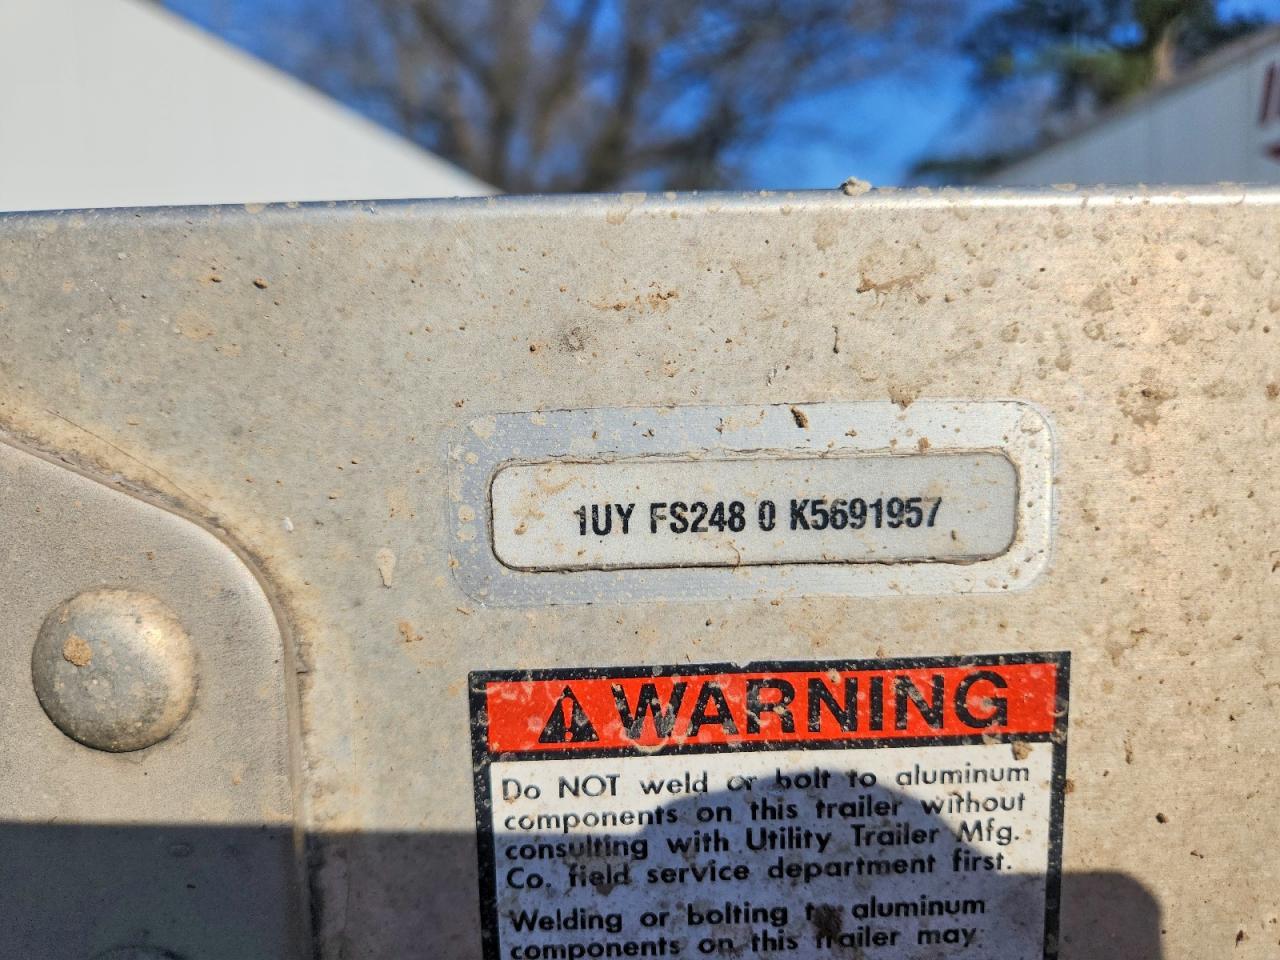 1UY FS248 0 K5691957
WARNING
Do NOT weld or bolt to aluminum
components on this trailer without
consulting with Utility Trailer Mfg.
Co. field service department first.
Welding or bolting to aluminum
components on this trailer may